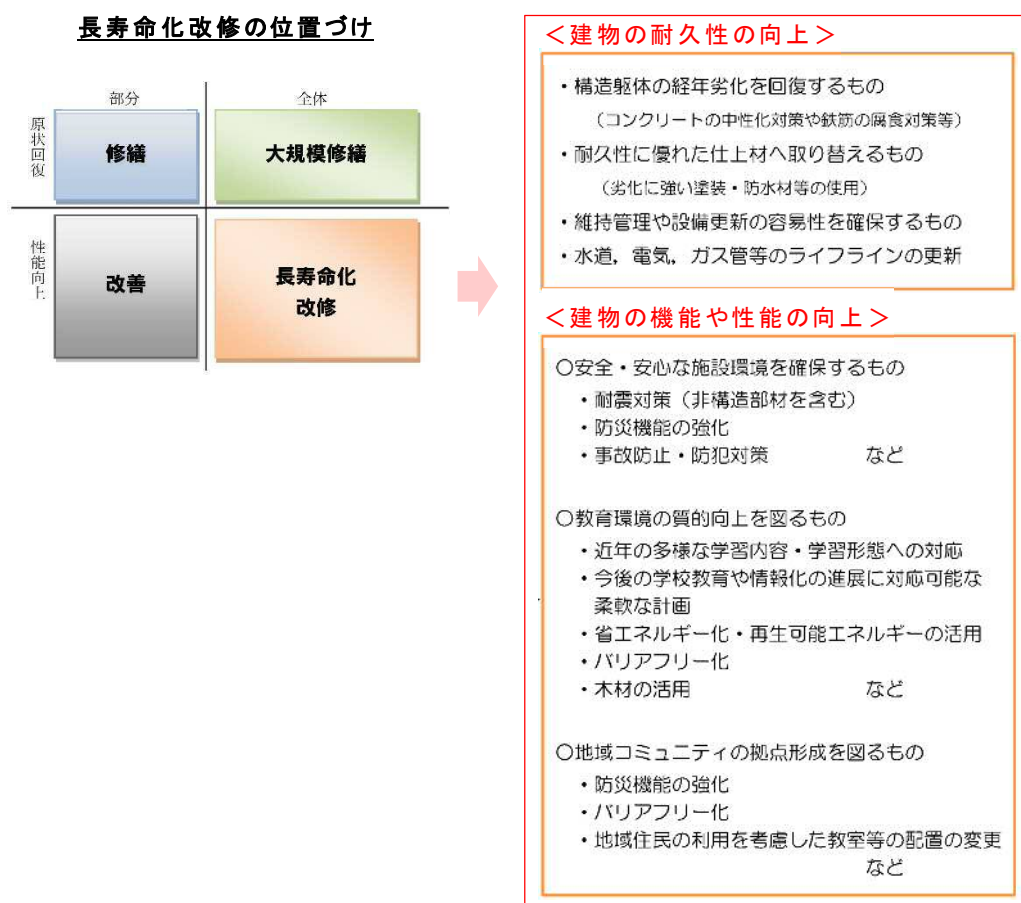 長寿命化改修の位置づけ
部分
全体
原状回復
修繕
大規模修繕
性能向上
改善
長寿命化
改修
＜建物の耐久性の向上＞
・構造躯体の経年劣化を回復するもの
（コンクリートの中性化対策や鉄筋の腐食対策等）
・耐久性に優れた仕上材へ取り替えるもの
（劣化に強い塗装・防水材等の使用）
・維持管理や設備更新の容易性を確保するもの
・水道，電気，ガス管等のライフラインの更新
＜建物の機能や性能の向上＞
○安全・安心な施設環境を確保するもの
・耐震対策（非構造部材を含む）
・防災機能の強化
・事故防止・防犯対策　　　　　など
○教育環境の質的向上を図るもの
・近年の多様な学習内容・学習形態への対応
・今後の学校教育や情報化の進展に対応可能な
柔軟な計画
・省エネルギー化・再生可能エネルギーの活用
・バリアフリー化
・木材の活用　　　　　　　　　など
○地域コミュニティの拠点形成を図るもの
・防災機能の強化
・バリアフリー化
・地域住民の利用を考慮した教室等の配置の変更
など